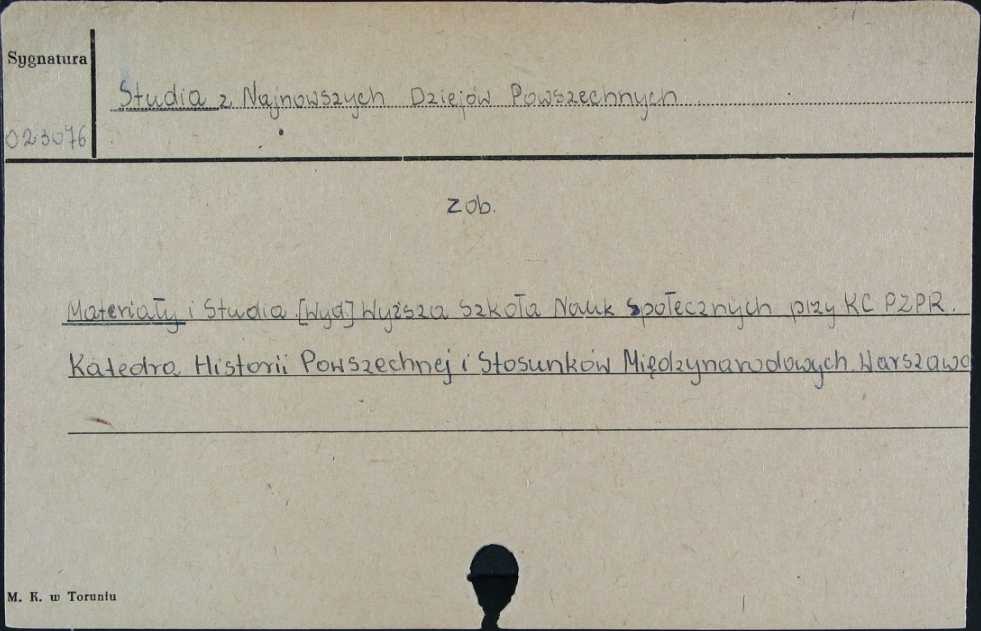 Sygnatura
Studia z Najnowszych Dziejów Powszechnych
023076
zob.
Materiały i Studia. [Wyd] Wyższa Szkoła Nauk Społecznych przy KC PZPR.
Katedra Historii Powszechnej i Stosunków Międzynarodowych. Warszawa
M. K. w Toruniu